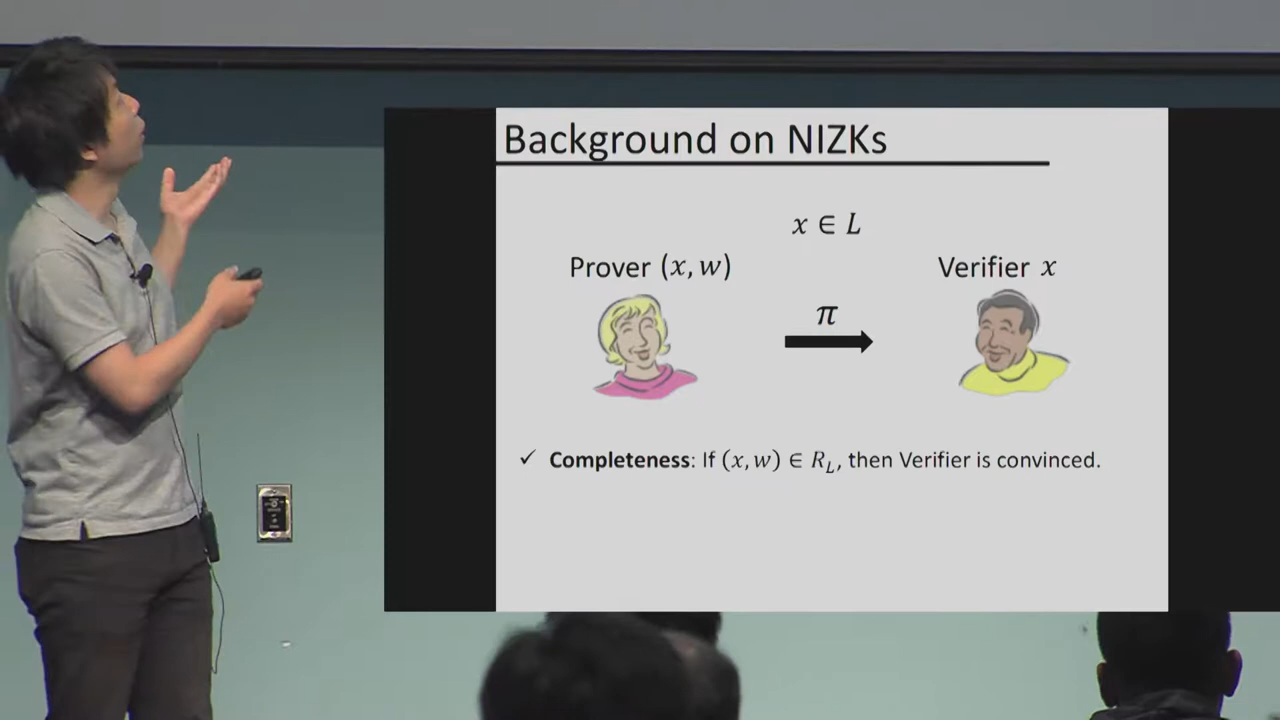 Background on NIZKs
𝑥 ∈ 𝐿
Prover (𝑥, 𝑤)
Verifier 𝑥
𝜋
✓ Completeness: If (𝑥, 𝑤) ∈ 𝑅_𝐿, then Verifier is convinced.